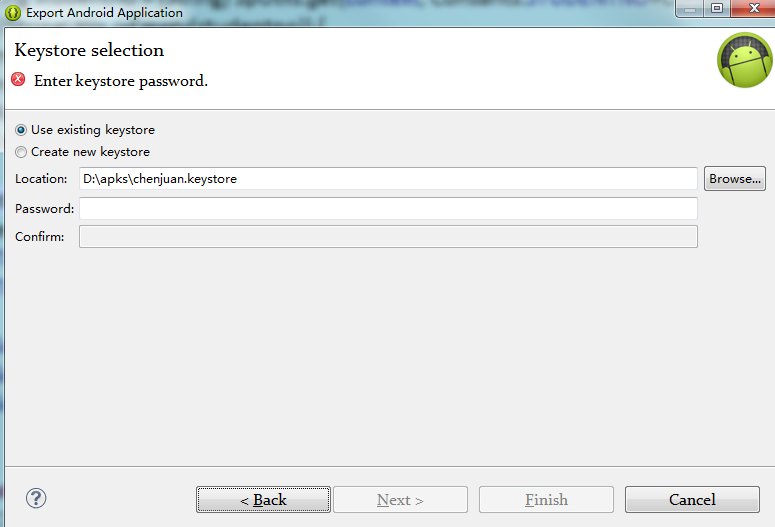 Export Android Application
Keystore selection
Enter keystore password.
Use existing keystore
Create new keystore
Location: D:\apks\chenjuan.keystore Browse...
Password:
Confirm:
< Back Next > Finish Cancel